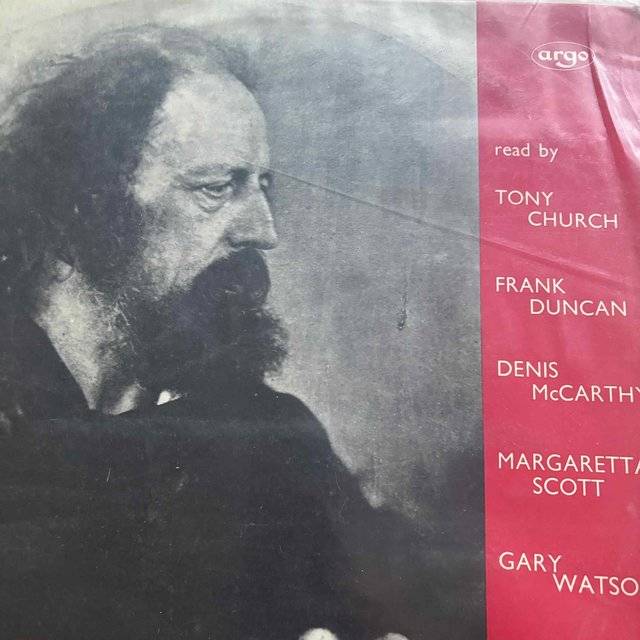 argo
read by
TONY
CHURCH
FRANK
DUNCAN
DENIS
McCARTHY
MARGARETTA
SCOTT
GARY
WATSO